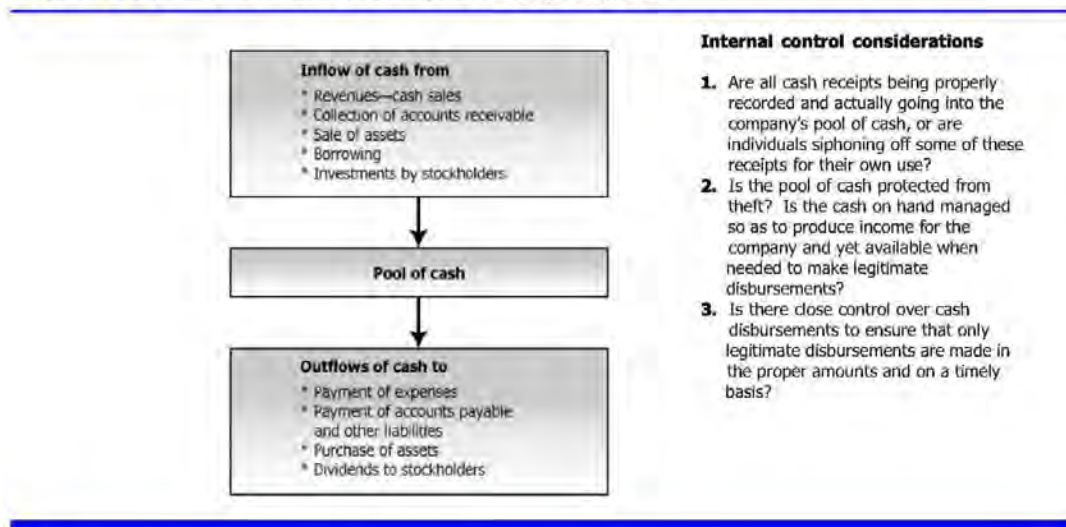 Inflow of cash from
* Revenues—cash sales
* Collection of accounts receivable
* Sale of assets
* Borrowing
* Investments by stockholders
Pool of cash
Outflows of cash to
* Payment of expenses
* Payment of accounts payable
and other liabilities
* Purchase of assets
* Dividends to stockholders
Internal control considerations
1. Are all cash receipts being properly
recorded and actually going into the
company's pool of cash, or are
individuals siphoning off some of these
receipts for their own use?
2. Is the pool of cash protected from
theft? Is the cash on hand managed
so as to produce income for the
company and yet available when
needed to make legitimate
disbursements?
3. Is there close control over cash
disbursements to ensure that only
legitimate disbursements are made in
the proper amounts and on a timely
basis?